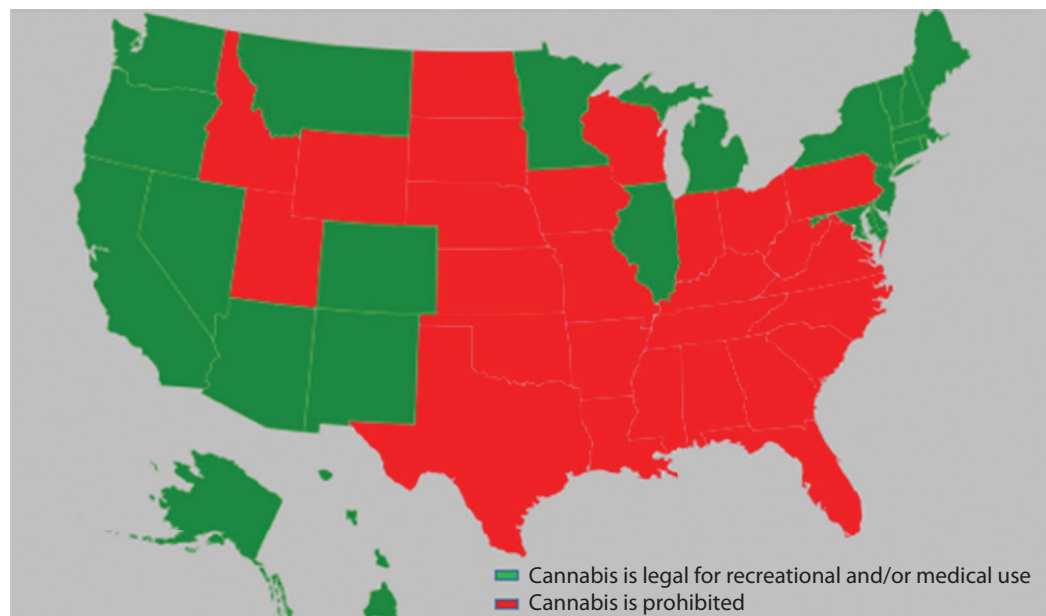 Cannabis is legal for recreational and/or medical use
Cannabis is prohibited